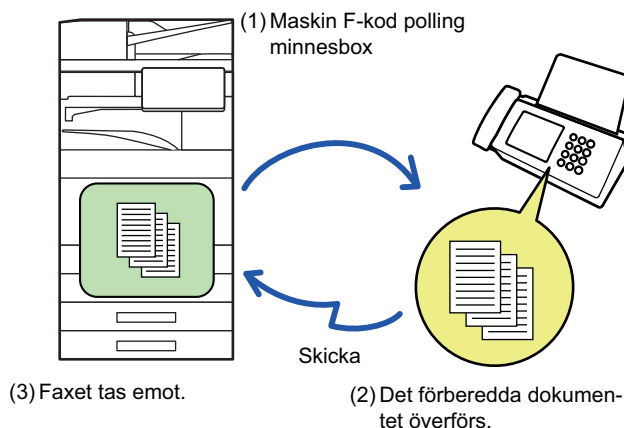 (1) Maskin F-kod polling
minnesbox
Skicka
(3) Faxet tas emot.
(2) Det förberedda dokumen-
tet överförs.